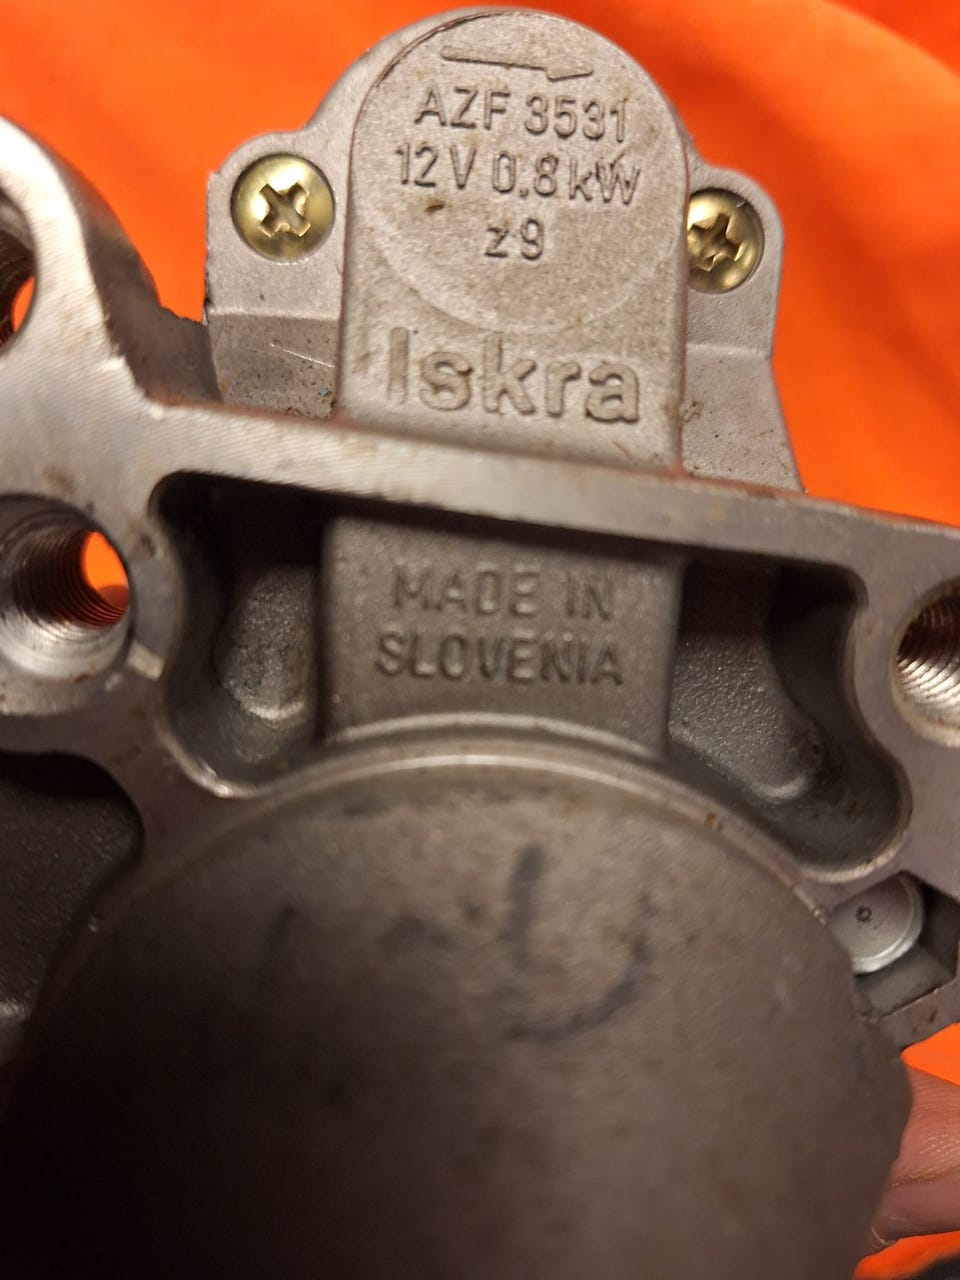 AZF 3531
12V 0,8kW
z9
Iskra
MADE IN
SLOVENIA